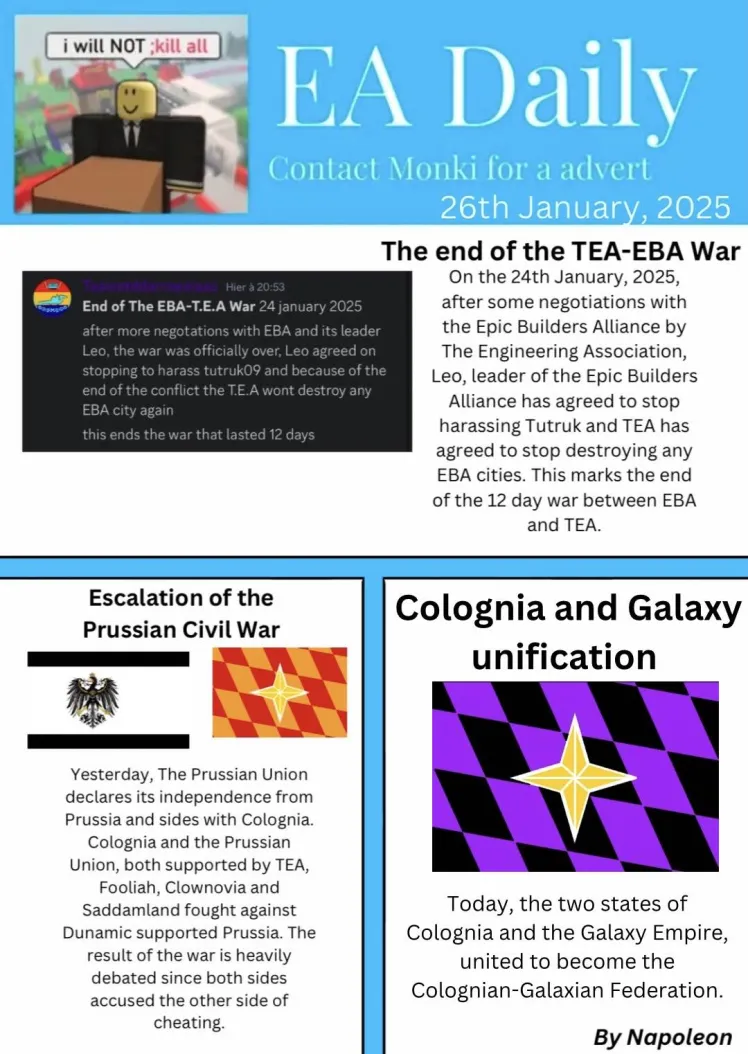 i will NOT ;kill all
EA Daily
Contact Monki for a advert
26th January, 2025
The end of the TEA-EBA War
Hier à 20:53
End of The EBA-T.E.A War 24 january 2025
after more negotations with EBA and its leader
Leo, the war was officially over, Leo agreed on
stopping to harass tutruk09 and because of the
end of the conflict the T.E.A wont destroy any
EBA city again
this ends the war that lasted 12 days
On the 24th January, 2025,
after some negotiations with
the Epic Builders Alliance by
The Engineering Association,
Leo, leader of the Epic Builders
Alliance has agreed to stop
harassing Tutruk and TEA has
agreed to stop destroying any
EBA cities. This marks the end
of the 12 day war between EBA
and TEA.
Escalation of the
Prussian Civil War
Yesterday, The Prussian Union
declares its independence from
Prussia and sides with Colognia.
Colognia and the Prussian
Union, both supported by TEA,
Fooliah, Clownovia and
Saddamland fought against
Dunamic supported Prussia. The
result of the war is heavily
debated since both sides
accused the other side of
cheating.
Colognia and Galaxy
unification
Today, the two states of
Colognia and the Galaxy Empire,
united to become the
Colognian-Galaxian Federation.
By Napoleon